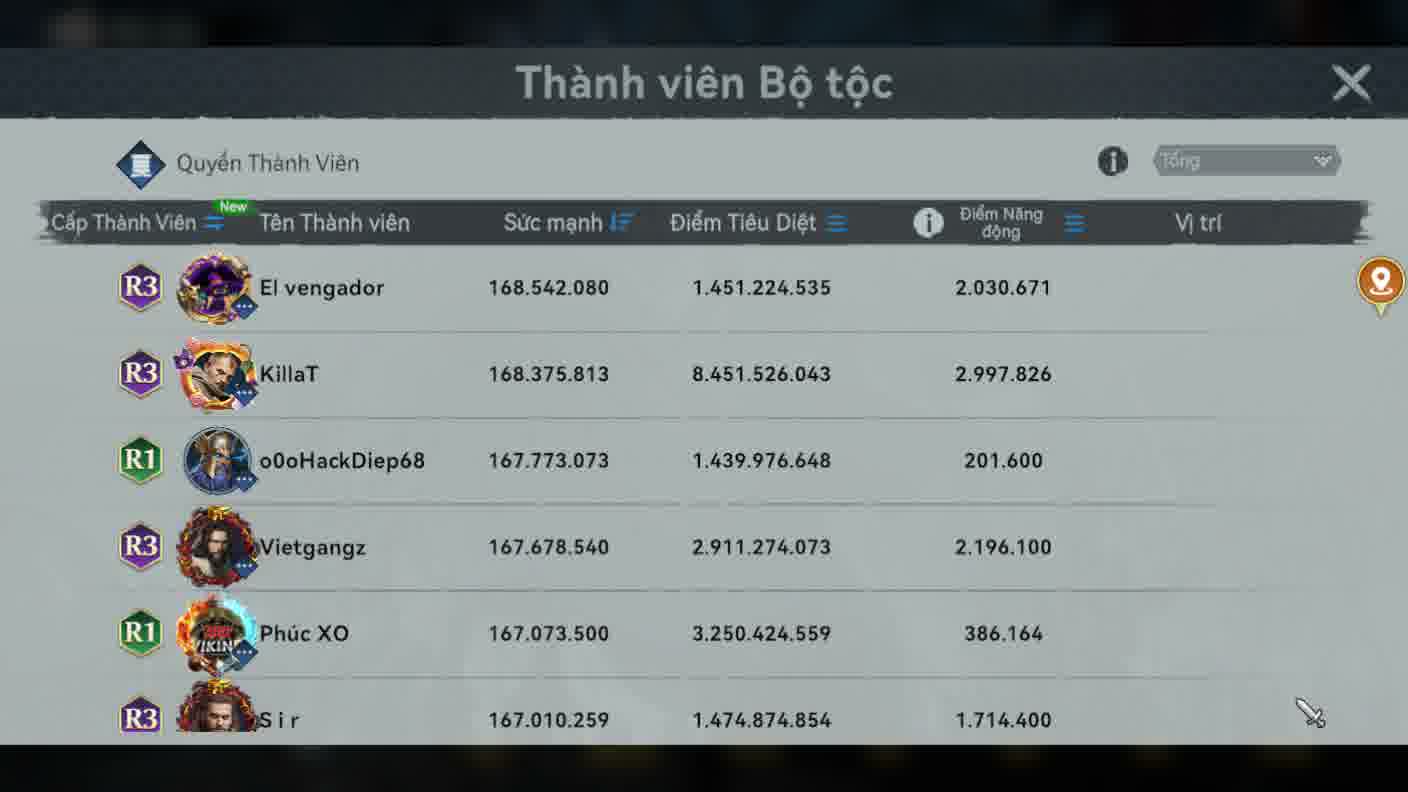 Thành viên Bộ tộc
Quyển Thành Viên
Tổng
Cấp Thành Viên New Tên Thành viên Sức mạnh Điểm Tiêu Diệt Điểm Năng động Vị trí
R3 El vengador 168.542.080 1.451.224.535 2.030.671
R3 KillaT 168.375.813 8.451.526.043 2.997.826
R1 o0oHackDiep68 167.773.073 1.439.976.648 201.600
R3 Vietgangz 167.678.540 2.911.274.073 2.196.100
R1 Phúc XO 167.073.500 3.250.424.559 386.164
R3 S i r 167.010.259 1.474.874.854 1.714.400